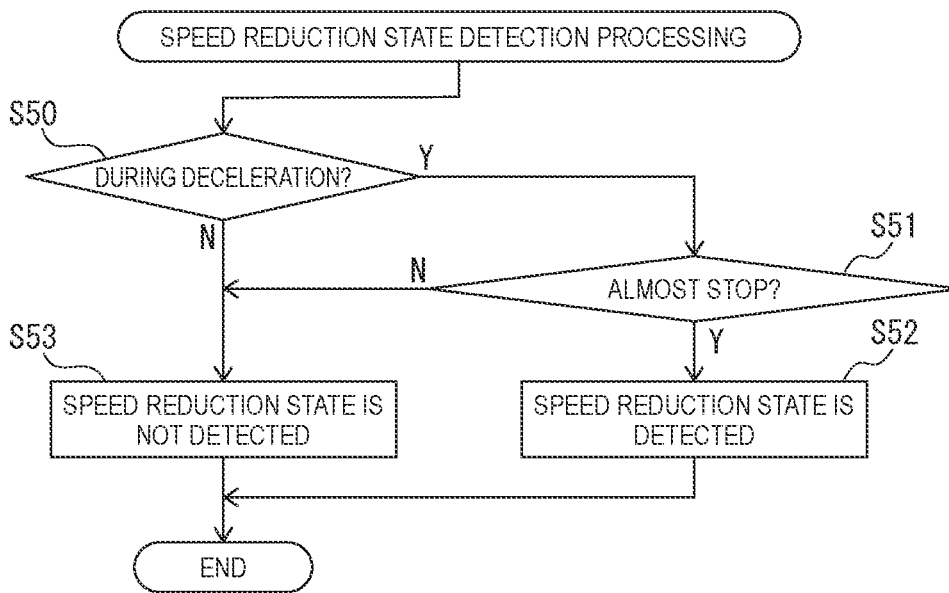 SPEED REDUCTION STATE DETECTION PROCESSING
S50
DURING DECELERATION?
Y
N
S51
ALMOST STOP?
N
Y
S53
SPEED REDUCTION STATE IS
NOT DETECTED
S52
SPEED REDUCTION STATE IS
DETECTED
END